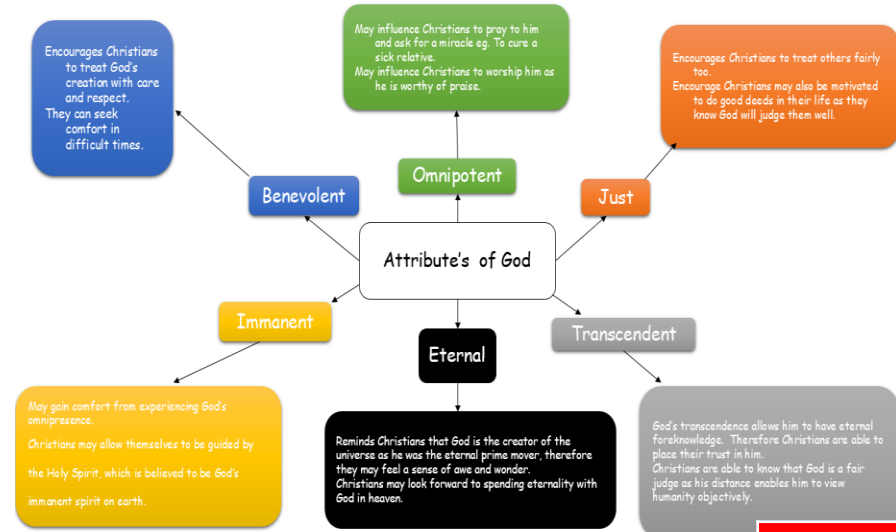 Encourages Christians
to treat God's
creation with care
and respect.
They can seek
comfort in
difficult times.
May influence Christians to pray to him
and ask for a miracle eg. To cure a
sick relative.
May influence Christians to worship him as
he is worthy of praise.
Encourages Christians to treat others fairly
too.
Encourage Christians may also be motivated
to do good deeds in their life as they
know God will judge them well.
Benevolent
Omnipotent
Just
Attribute's of God
Immanent
Eternal
Transcendent
May gain comfort from experiencing God's
omnipresence.
Christians may allow themselves to be guided by
the Holy Spirit, which is believed to be God's
immanent spirit on earth.
Reminds Christians that God is the creator of the
universe as he was the eternal prime mover, therefore
they may feel a sense of awe and wonder.
Christians may look forward to spending eternality with
God in heaven.
God's transcendence allows him to have eternal
foreknowledge. Therefore Christians are able to
place their trust in him.
Christians are able to know that God is a fair
judge as his distance enables him to view
humanity objectively.